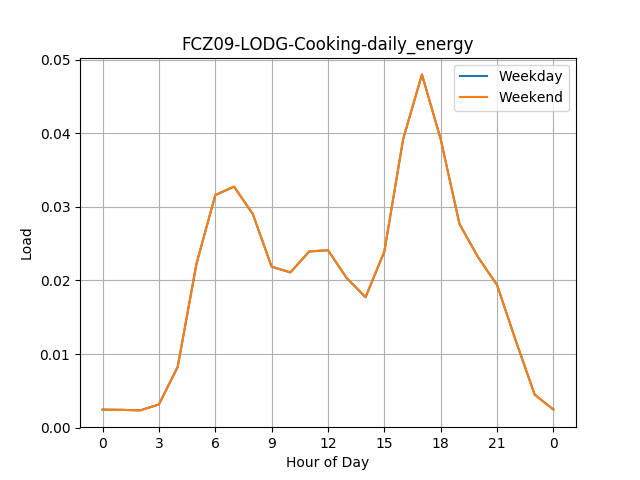 FCZ09-LODG-Cooking-daily_energy
0.05
0.04
0.03
0.02
0.01
0.00
Load
Weekday
Weekend
0 3 6 9 12 15 18 21 0
Hour of Day